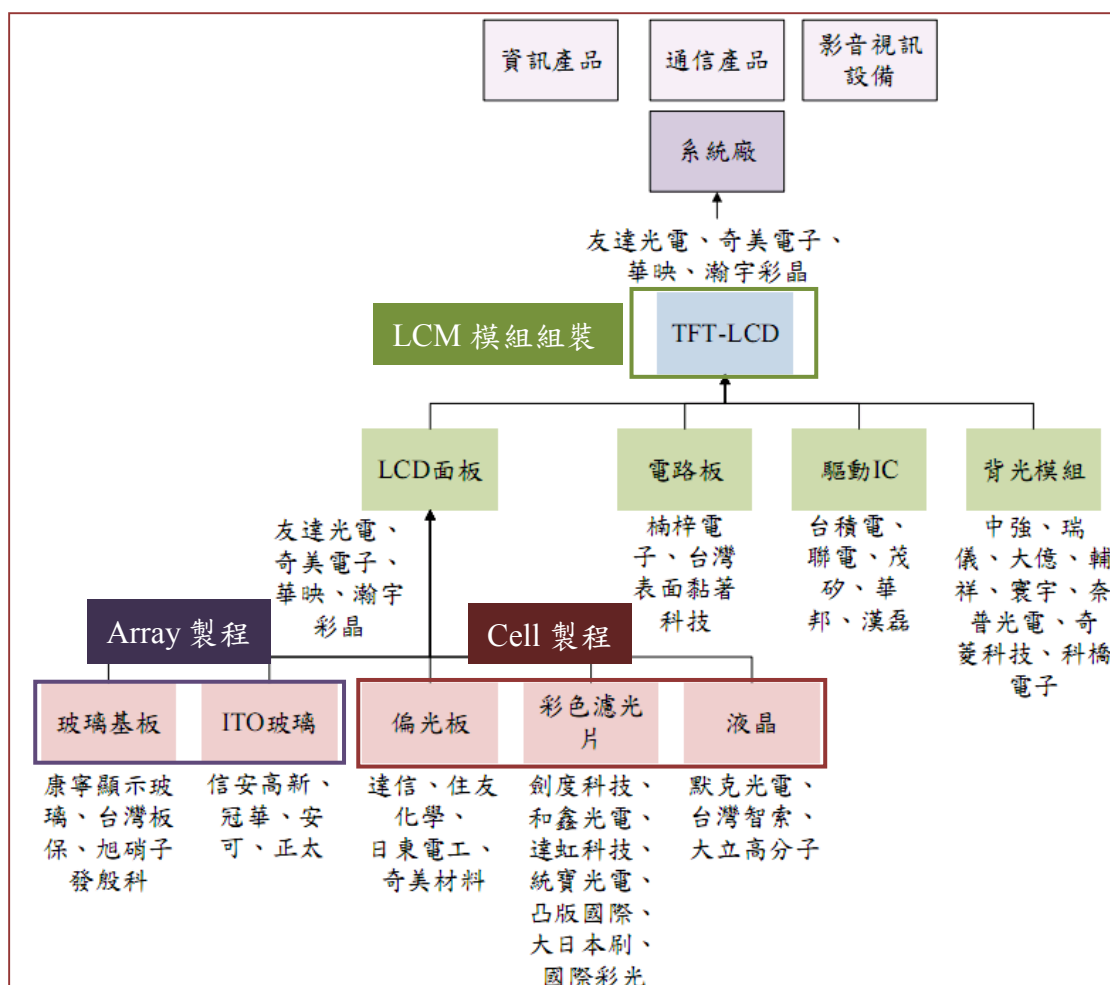 資訊產品
通信產品
影音視訊
設備
系統廠
友達光電、奇美電子、
華映、瀚宇彩晶
LCM 模組組裝
TFT-LCD
LCD面板
電路板
驅動IC
背光模組
友達光電、
奇美電子、
華映、瀚宇
彩晶
楠梓電
子、台灣
表面黏著
科技
台積電、
聯電、茂
矽、華
邦、漢磊
中強、瑞
儀、大億、輔
祥、寰宇、奈
普光電、奇
菱科技、科橋
電子
Array 製程
Cell 製程
玻璃基板
ITO玻璃
偏光板
彩色濾光
片
液晶
康寧顯示玻
璃、台灣板
保、旭硝子
發殷科
信安高新、
冠華、安
可、正太
達信、住友
化學、
日東電工、
奇美材料
劍度科技、
和鑫光電、
達虹科技、
統寶光電、
凸版國際、
大日本刷、
國際彩光
默克光電、
台灣智索、
大立高分子